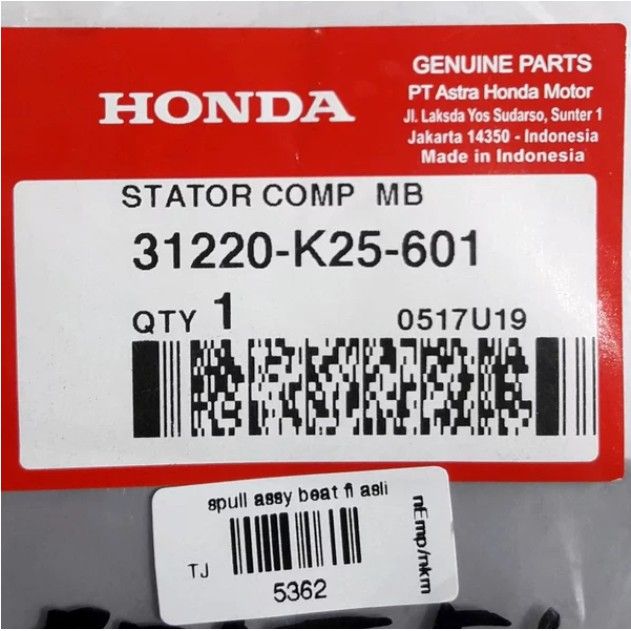 HONDA
GENUINE PARTS
PT Astra Honda Motor
Jl. Laksda Yos Sudarso, Sunter 1
Jakarta 14350 - Indonesia
Made in Indonesia
STATOR COMP MB
31220-K25-601
QTY 1 0517U19
spull assy beat fi asli
TJ
5362
nEmp/nkm